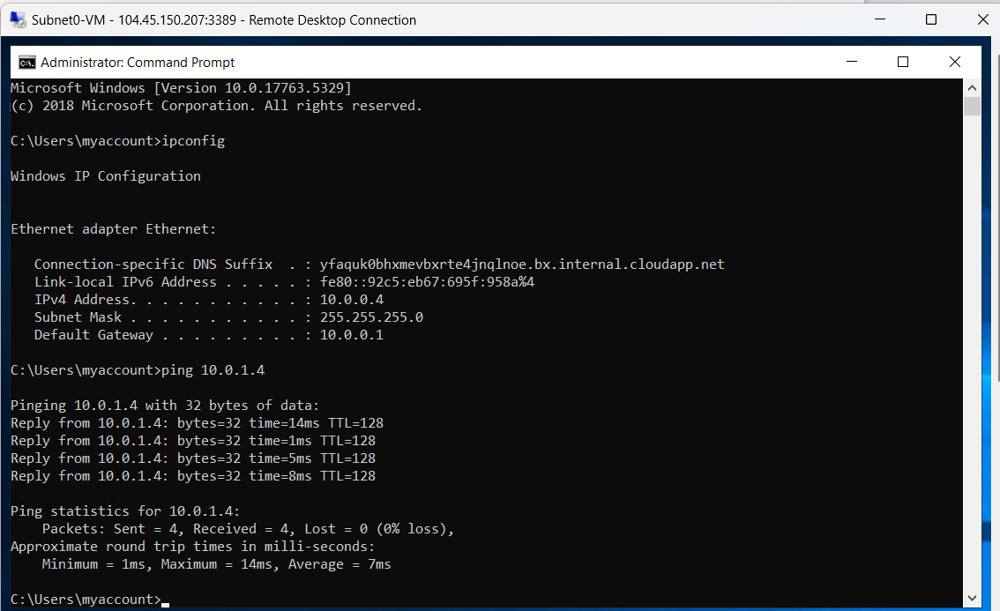 Subnet0-VM - 104.45.150.207:3389 - Remote Desktop Connection
Administrator: Command Prompt
Microsoft Windows [Version 10.0.17763.5329]
(c) 2018 Microsoft Corporation. All rights reserved.
C:\Users\myaccount>ipconfig
Windows IP Configuration
Ethernet adapter Ethernet:
Connection-specific DNS Suffix  . : yfaquk0bhxmevbxrte4jnqlnoe.bx.internal.cloudapp.net
Link-local IPv6 Address . . . . . : fe80::92c5:eb67:695f:958a%4
IPv4 Address. . . . . . . . . . . : 10.0.0.4
Subnet Mask . . . . . . . . . . . : 255.255.255.0
Default Gateway . . . . . . . . . : 10.0.0.1
C:\Users\myaccount>ping 10.0.1.4
Pinging 10.0.1.4 with 32 bytes of data:
Reply from 10.0.1.4: bytes=32 time=14ms TTL=128
Reply from 10.0.1.4: bytes=32 time=1ms TTL=128
Reply from 10.0.1.4: bytes=32 time=5ms TTL=128
Reply from 10.0.1.4: bytes=32 time=8ms TTL=128
Ping statistics for 10.0.1.4:
Packets: Sent = 4, Received = 4, Lost = 0 (0% loss),
Approximate round trip times in milli-seconds:
Minimum = 1ms, Maximum = 14ms, Average = 7ms
C:\Users\myaccount>